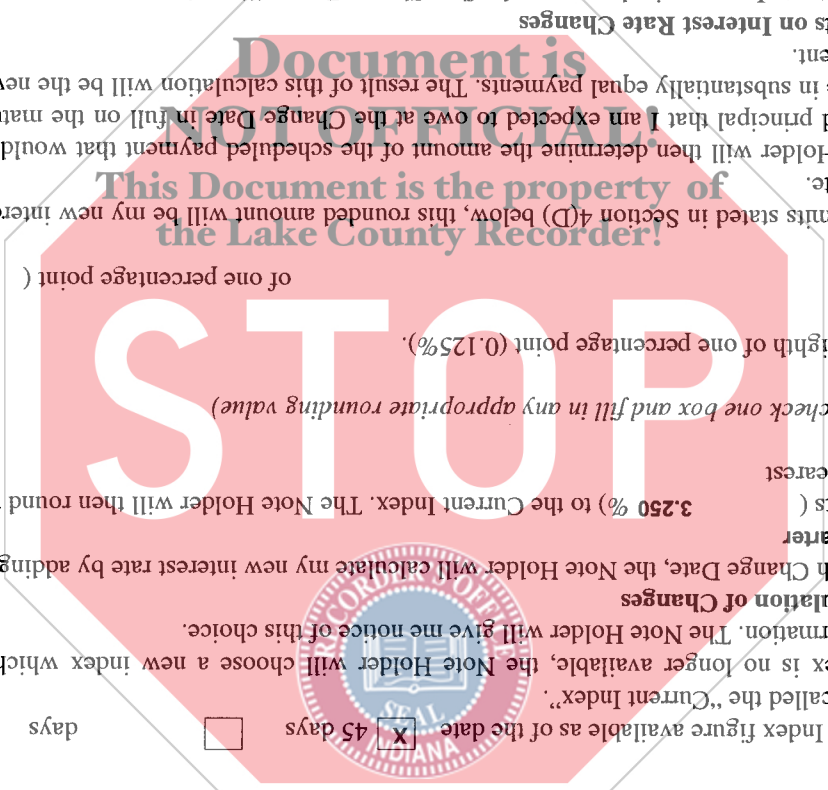 Document is
NOT OFFICIAL!
This Document is the property of
the Lake County Recorder!
STOP
RECORDER'S OFFICE
SEAL
INDIANA
Index figure available as of the date X 45 days days
called the “Current Index”.
is no longer available, the Note Holder will choose a new index which
The Note Holder will give me notice of this choice.
of Changes
Change Date, the Note Holder will calculate my new interest rate by adding
arter
( 3.250 %) to the Current Index. The Note Holder will then round
earest
check one box and fill in any appropriate rounding value)
ighth of one percentage point (0.125%).
of one percentage point (
mits stated in Section 4(D) below, this rounded amount will be my new inter
te.
Holder will then determine the amount of the scheduled payment that would
principal that I am expected to owe at the Change Date in full on the mat
in substantially equal payments. The result of this calculation will be the new
ent.
ts on Interest Rate Changes